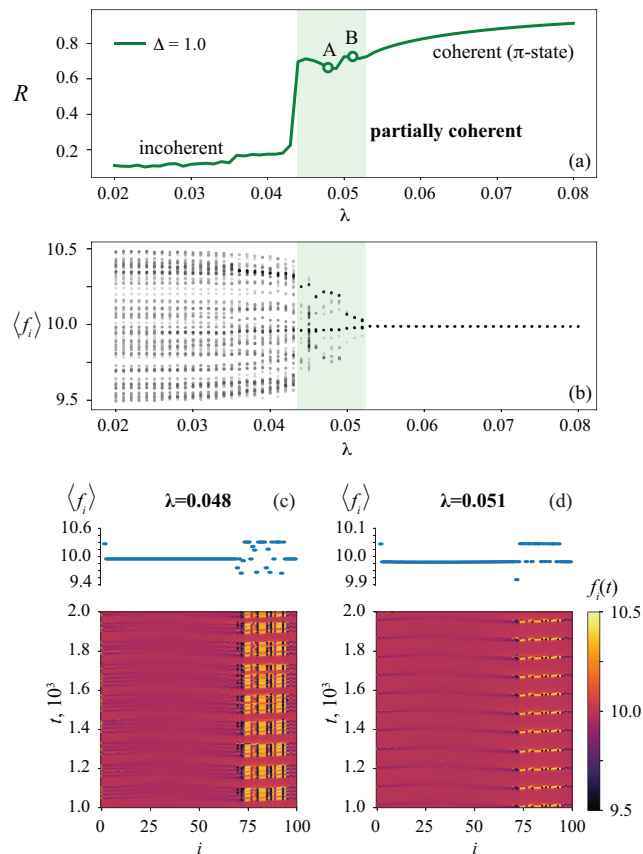 0.8
0.6
0.4
0.2
R
Δ = 1.0
A
B
coherent (π-state)
incoherent
partially coherent
(a)
0.02 0.03 0.04 0.05 0.06 0.07 0.08
λ
10.5
10.0
9.5
⟨f_i⟩
(b)
0.02 0.03 0.04 0.05 0.06 0.07 0.08
λ
⟨f_i⟩ λ=0.048 (c)
10.6
10.0
9.4
2.0
1.8
1.6
1.4
1.2
1.0
t, 10³
0 25 50 75 100
i
⟨f_i⟩ λ=0.051 (d)
10.1
10.0
9.9
2.0
1.8
1.6
1.4
1.2
1.0
t, 10³
0 25 50 75 100
i
f_i(t)
10.5
10.0
9.5